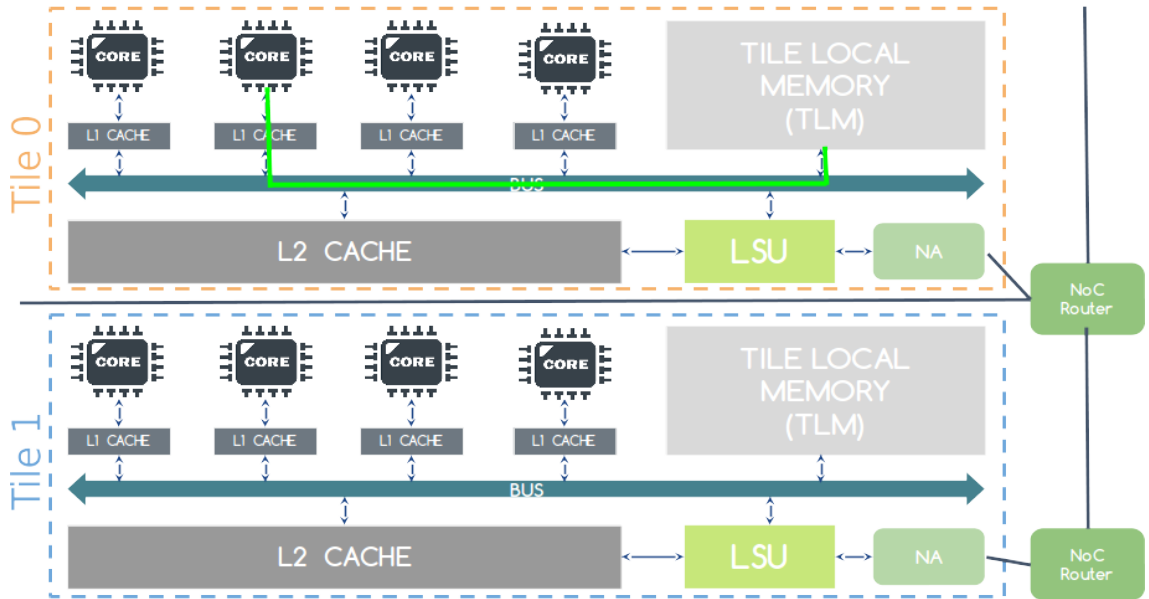 Tile 0
CORE
CORE
CORE
CORE
TILE LOCAL
MEMORY
(TLM)
L1 CACHE
L1 CACHE
L1 CACHE
L1 CACHE
BUS
L2 CACHE
LSU
NA
NoC
Router
Tile 1
CORE
CORE
CORE
CORE
TILE LOCAL
MEMORY
(TLM)
L1 CACHE
L1 CACHE
L1 CACHE
L1 CACHE
BUS
L2 CACHE
LSU
NA
NoC
Router